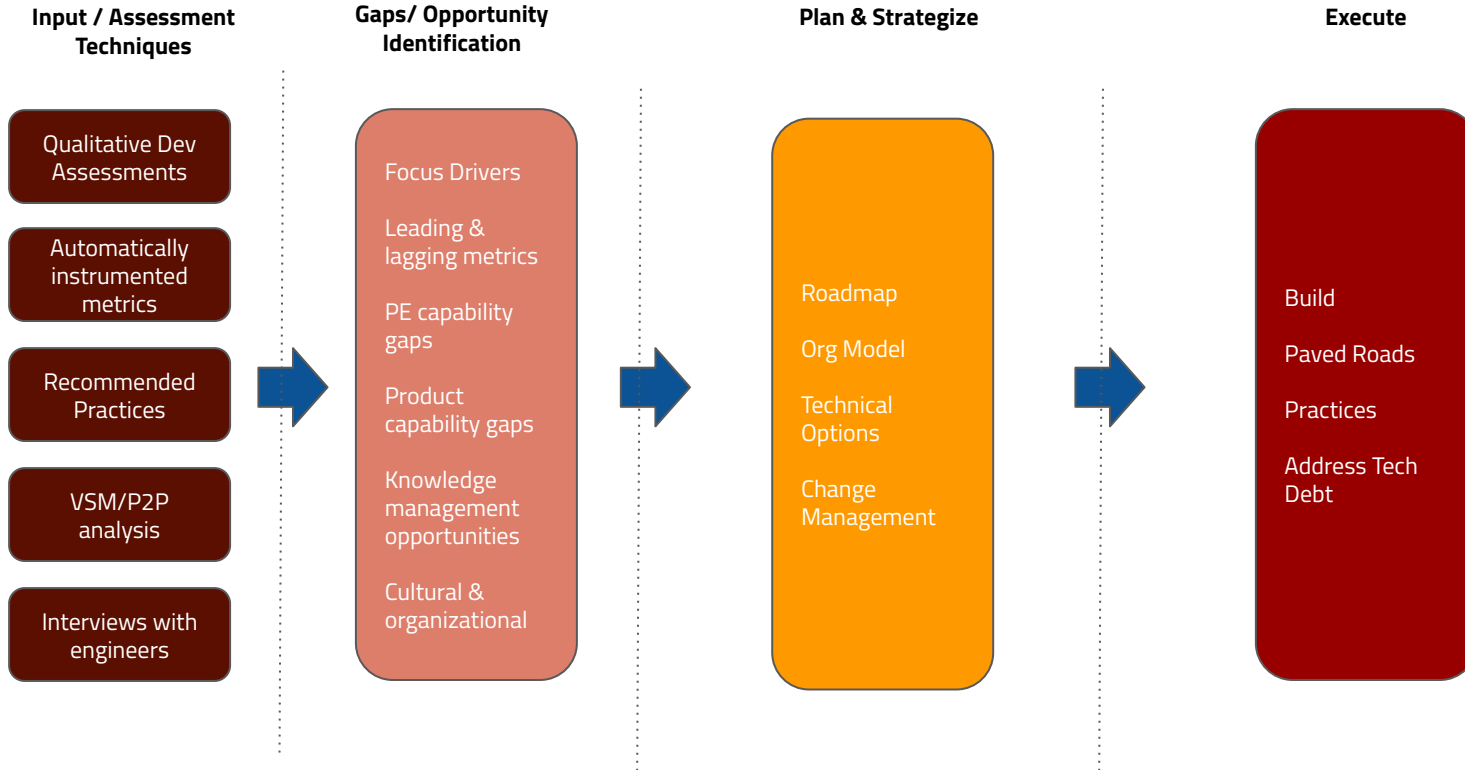 Input / Assessment
Techniques
Gaps/ Opportunity
Identification
Plan & Strategize
Execute
Qualitative Dev
Assessments
Automatically
instrumented
metrics
Recommended
Practices
VSM/P2P
analysis
Interviews with
engineers
Focus Drivers
Leading &
lagging metrics
PE capability
gaps
Product
capability gaps
Knowledge
management
opportunities
Cultural &
organizational
Roadmap
Org Model
Technical
Options
Change
Management
Build
Paved Roads
Practices
Address Tech
Debt